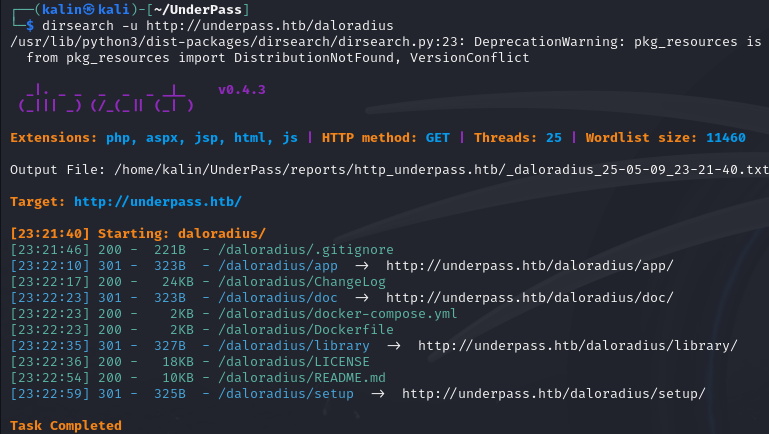 ┌──(kalin㉿kali)-[~/UnderPass]
└─$ dirsearch -u http://underpass.htb/daloradius
/usr/lib/python3/dist-packages/dirsearch/dirsearch.py:23: DeprecationWarning: pkg_resources is
  from pkg_resources import DistributionNotFound, VersionConflict
v0.4.3
Extensions: php, aspx, jsp, html, js | HTTP method: GET | Threads: 25 | Wordlist size: 11460
Output File: /home/kalin/UnderPass/reports/http_underpass.htb/_daloradius_25-05-09_23-21-40.txt
Target: http://underpass.htb/
[23:21:40] Starting: daloradius/
[23:21:46] 200 -  221B  - /daloradius/.gitignore
[23:22:10] 301 -  323B  - /daloradius/app  ->  http://underpass.htb/daloradius/app/
[23:22:17] 200 -   24KB - /daloradius/ChangeLog
[23:22:23] 301 -  323B  - /daloradius/doc  ->  http://underpass.htb/daloradius/doc/
[23:22:23] 200 -    2KB - /daloradius/docker-compose.yml
[23:22:23] 200 -    2KB - /daloradius/Dockerfile
[23:22:35] 301 -  327B  - /daloradius/library  ->  http://underpass.htb/daloradius/library/
[23:22:36] 200 -   18KB - /daloradius/LICENSE
[23:22:54] 200 -   10KB - /daloradius/README.md
[23:22:59] 301 -  325B  - /daloradius/setup  ->  http://underpass.htb/daloradius/setup/
Task Completed